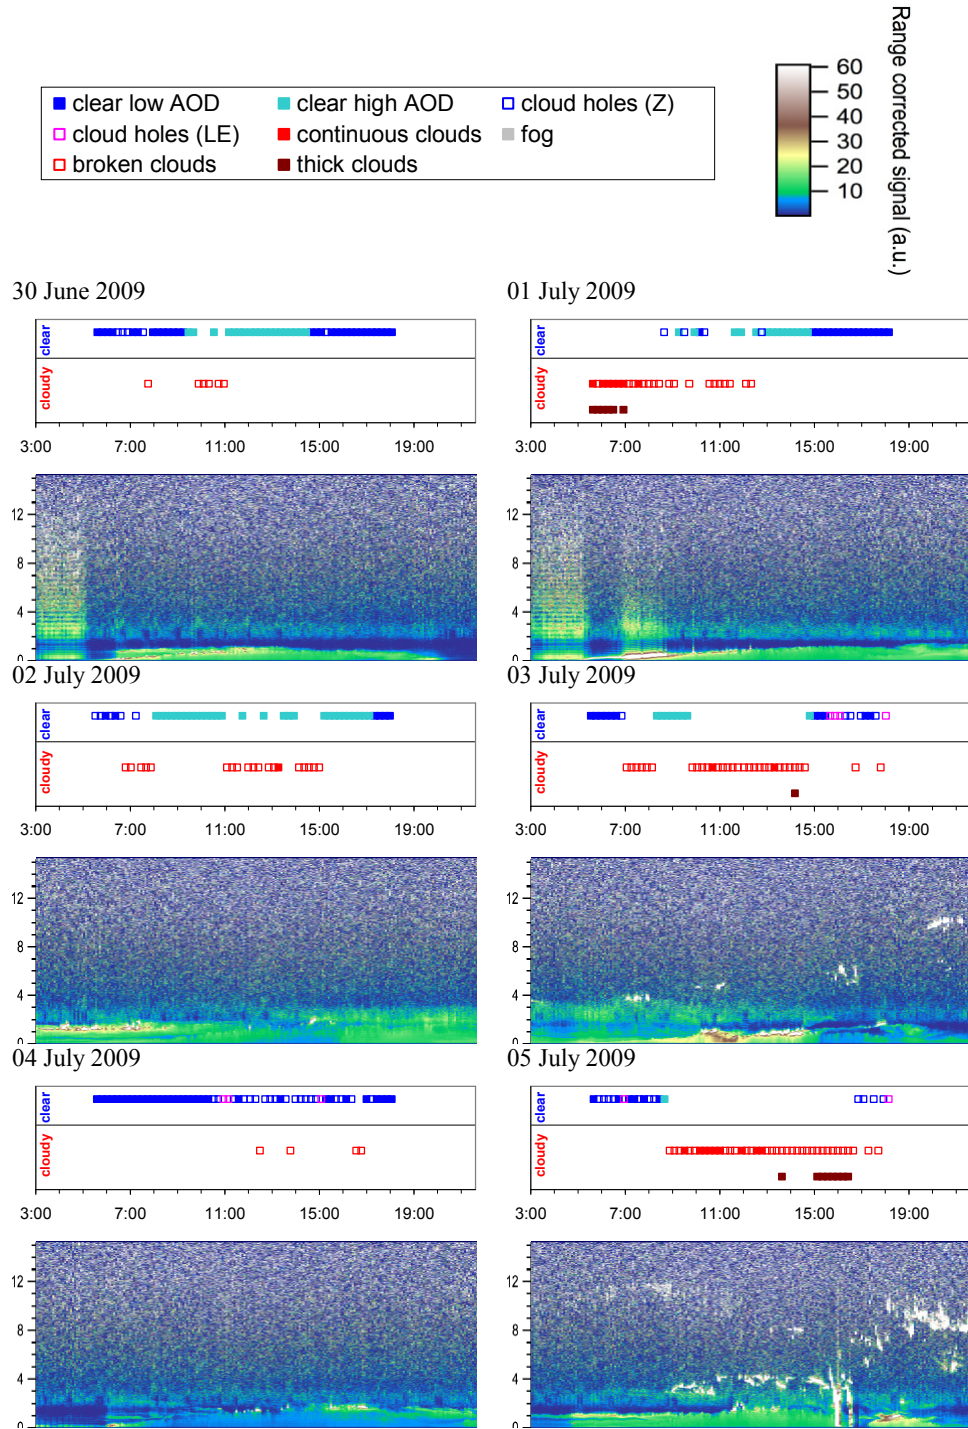 clear low AOD clear high AOD cloud holes (Z)
cloud holes (LE) continuous clouds fog
broken clouds thick clouds
60
50
40
30
20
10
Range corrected signal (a.u.)
30 June 2009
clear
cloudy
3:00 7:00 11:00 15:00 19:00
12
8
4
0
01 July 2009
clear
cloudy
3:00 7:00 11:00 15:00 19:00
12
8
4
0
02 July 2009
clear
cloudy
3:00 7:00 11:00 15:00 19:00
12
8
4
0
03 July 2009
clear
cloudy
3:00 7:00 11:00 15:00 19:00
12
8
4
0
04 July 2009
clear
cloudy
3:00 7:00 11:00 15:00 19:00
12
8
4
0
05 July 2009
clear
cloudy
3:00 7:00 11:00 15:00 19:00
12
8
4
0